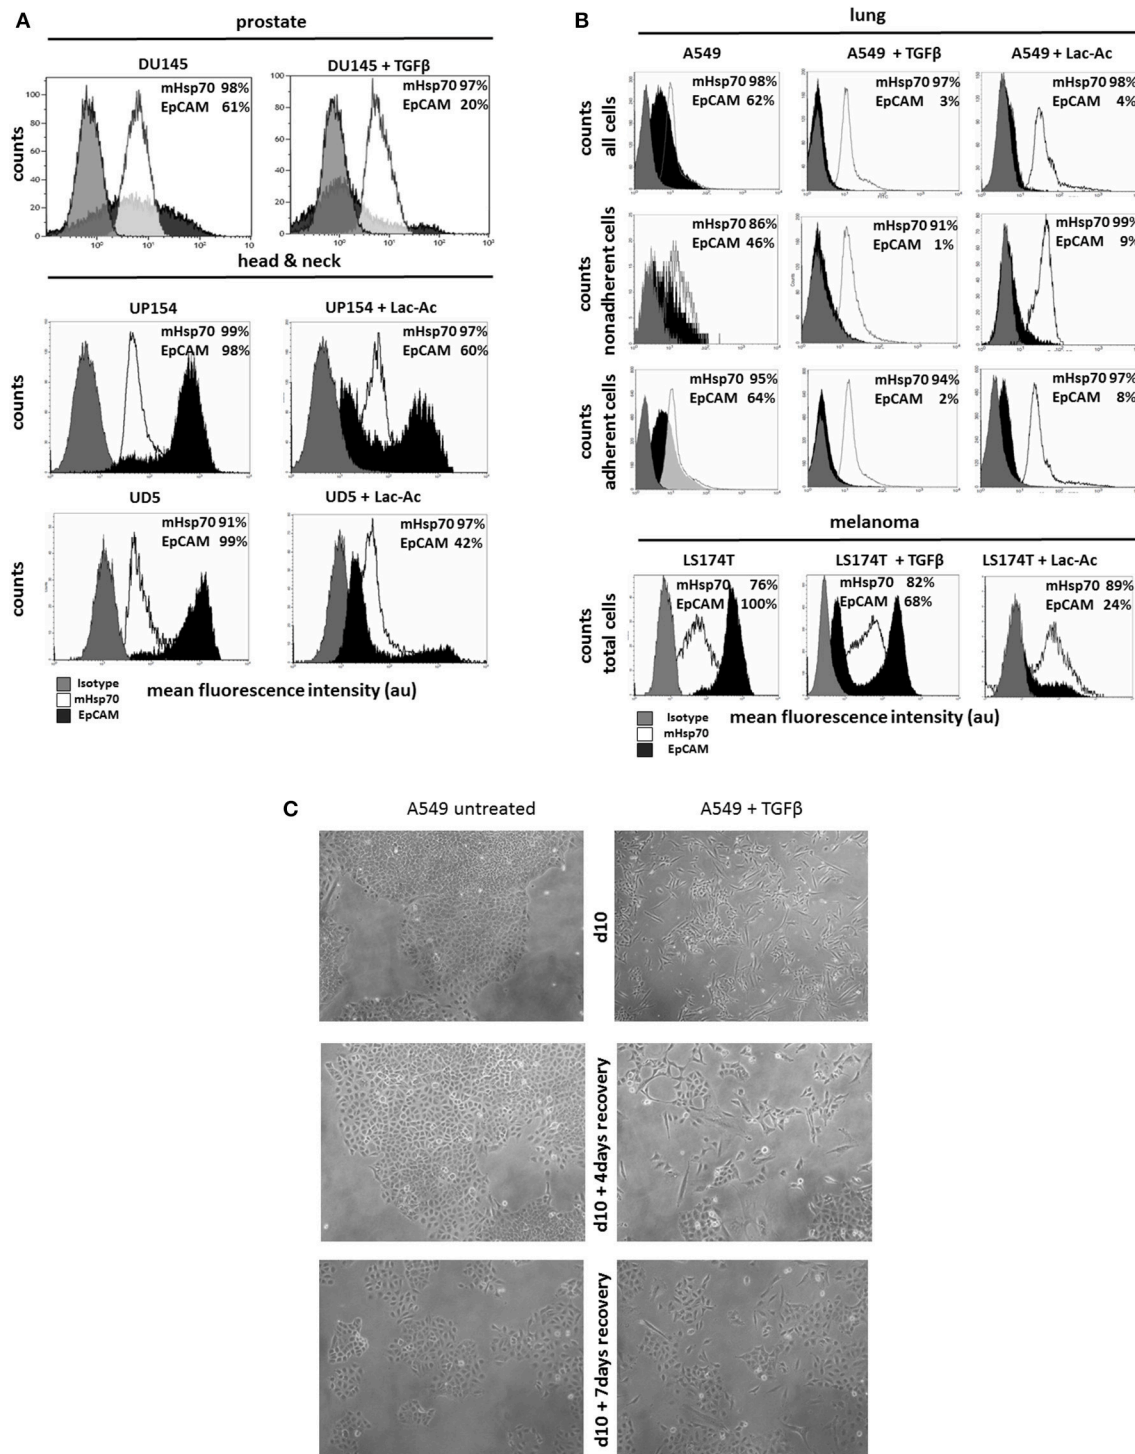 A
prostate
DU145
mHsp70 98%
EpCAM 61%
DU145 + TGFβ
mHsp70 97%
EpCAM 20%
counts
head & neck
UP154
mHsp70 99%
EpCAM 98%
UP154 + Lac-Ac
mHsp70 97%
EpCAM 60%
counts
UD5
mHsp70 91%
EpCAM 99%
UD5 + Lac-Ac
mHsp70 97%
EpCAM 42%
counts
Isotype
mHsp70
EpCAM
mean fluorescence intensity (au)
B
lung
A549
mHsp70 98%
EpCAM 62%
A549 + TGFβ
mHsp70 97%
EpCAM 3%
A549 + Lac-Ac
mHsp70 98%
EpCAM 4%
counts
all cells
mHsp70 86%
EpCAM 46%
mHsp70 91%
EpCAM 1%
mHsp70 99%
EpCAM 9%
counts
nonadherent cells
mHsp70 95%
EpCAM 64%
mHsp70 94%
EpCAM 2%
mHsp70 97%
EpCAM 8%
counts
adherent cells
melanoma
LS174T
mHsp70 76%
EpCAM 100%
LS174T + TGFβ
mHsp70 82%
EpCAM 68%
LS174T + Lac-Ac
mHsp70 89%
EpCAM 24%
counts
total cells
Isotype
mHsp70
EpCAM
mean fluorescence intensity (au)
C
A549 untreated
A549 + TGFβ
d10
d10 + 4days recovery
d10 + 7days recovery